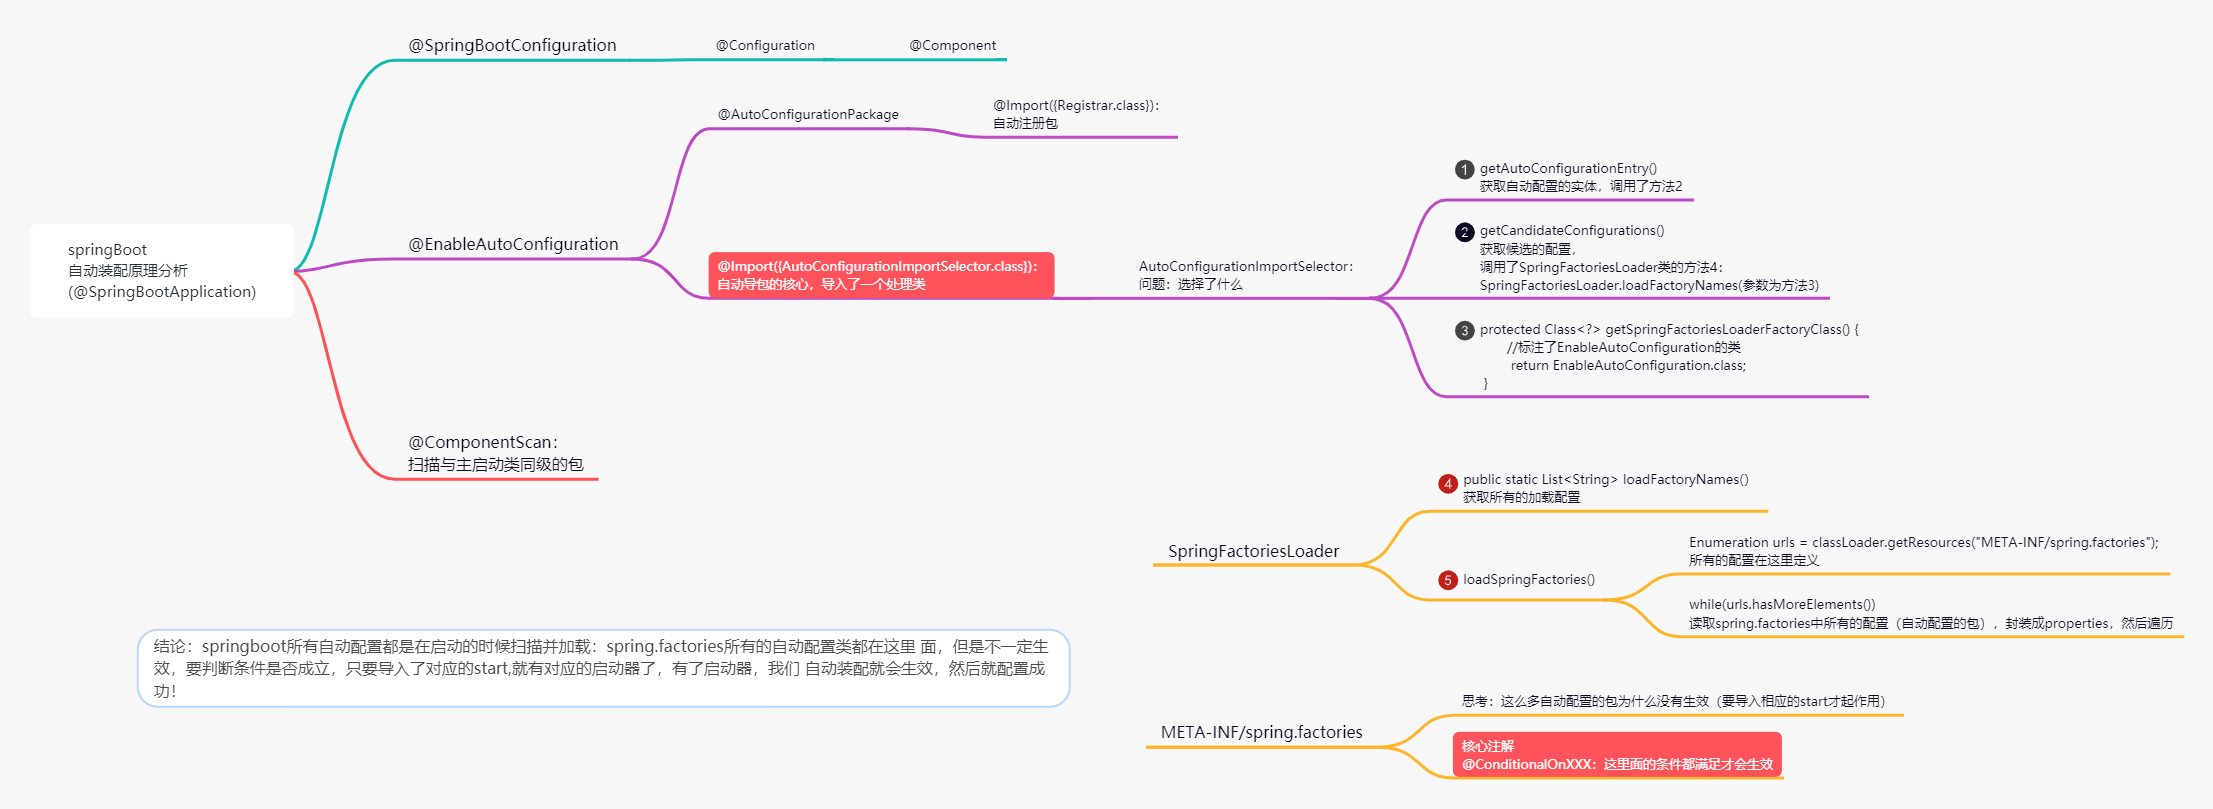 springBoot
自动装配原理分析
(@SpringBootApplication)
@SpringBootConfiguration
@Configuration
@Component
@EnableAutoConfiguration
@AutoConfigurationPackage
@Import({Registrar.class})：
自动注册包
@Import({AutoConfigurationImportSelector.class})：
自动导包的核心，导入了一个处理类
AutoConfigurationImportSelector：
问题：选择了什么
1 getAutoConfigurationEntry()
获取自动配置的实体，调用了方法2
2 getCandidateConfigurations()
获取候选的配置，
调用了SpringFactoriesLoader类的方法4：
SpringFactoriesLoader.loadFactoryNames(参数为方法3)
3 protected Class<?> getSpringFactoriesLoaderFactoryClass() {
//标注了EnableAutoConfiguration的类
return EnableAutoConfiguration.class;
}
@ComponentScan：
扫描与主启动类同级的包
SpringFactoriesLoader
4 public static List<String> loadFactoryNames()
获取所有的加载配置
5 loadSpringFactories()
Enumeration urls = classLoader.getResources("META-INF/spring.factories");
所有的配置在这里定义
while(urls.hasMoreElements())
读取spring.factories中所有的配置（自动配置的包），封装成properties，然后遍历
结论：springboot所有自动配置都是在启动的时候扫描并加载：spring.factories所有的自动配置类都在这里 面，但是不一定生
效，要判断条件是否成立，只要导入了对应的start,就有对应的启动器了，有了启动器，我们 自动装配就会生效，然后就配置成
功！
META-INF/spring.factories
思考：这么多自动配置的包为什么没有生效（要导入相应的start才起作用）
核心注解
@ConditionalOnXXX：这里面的条件都满足才会生效